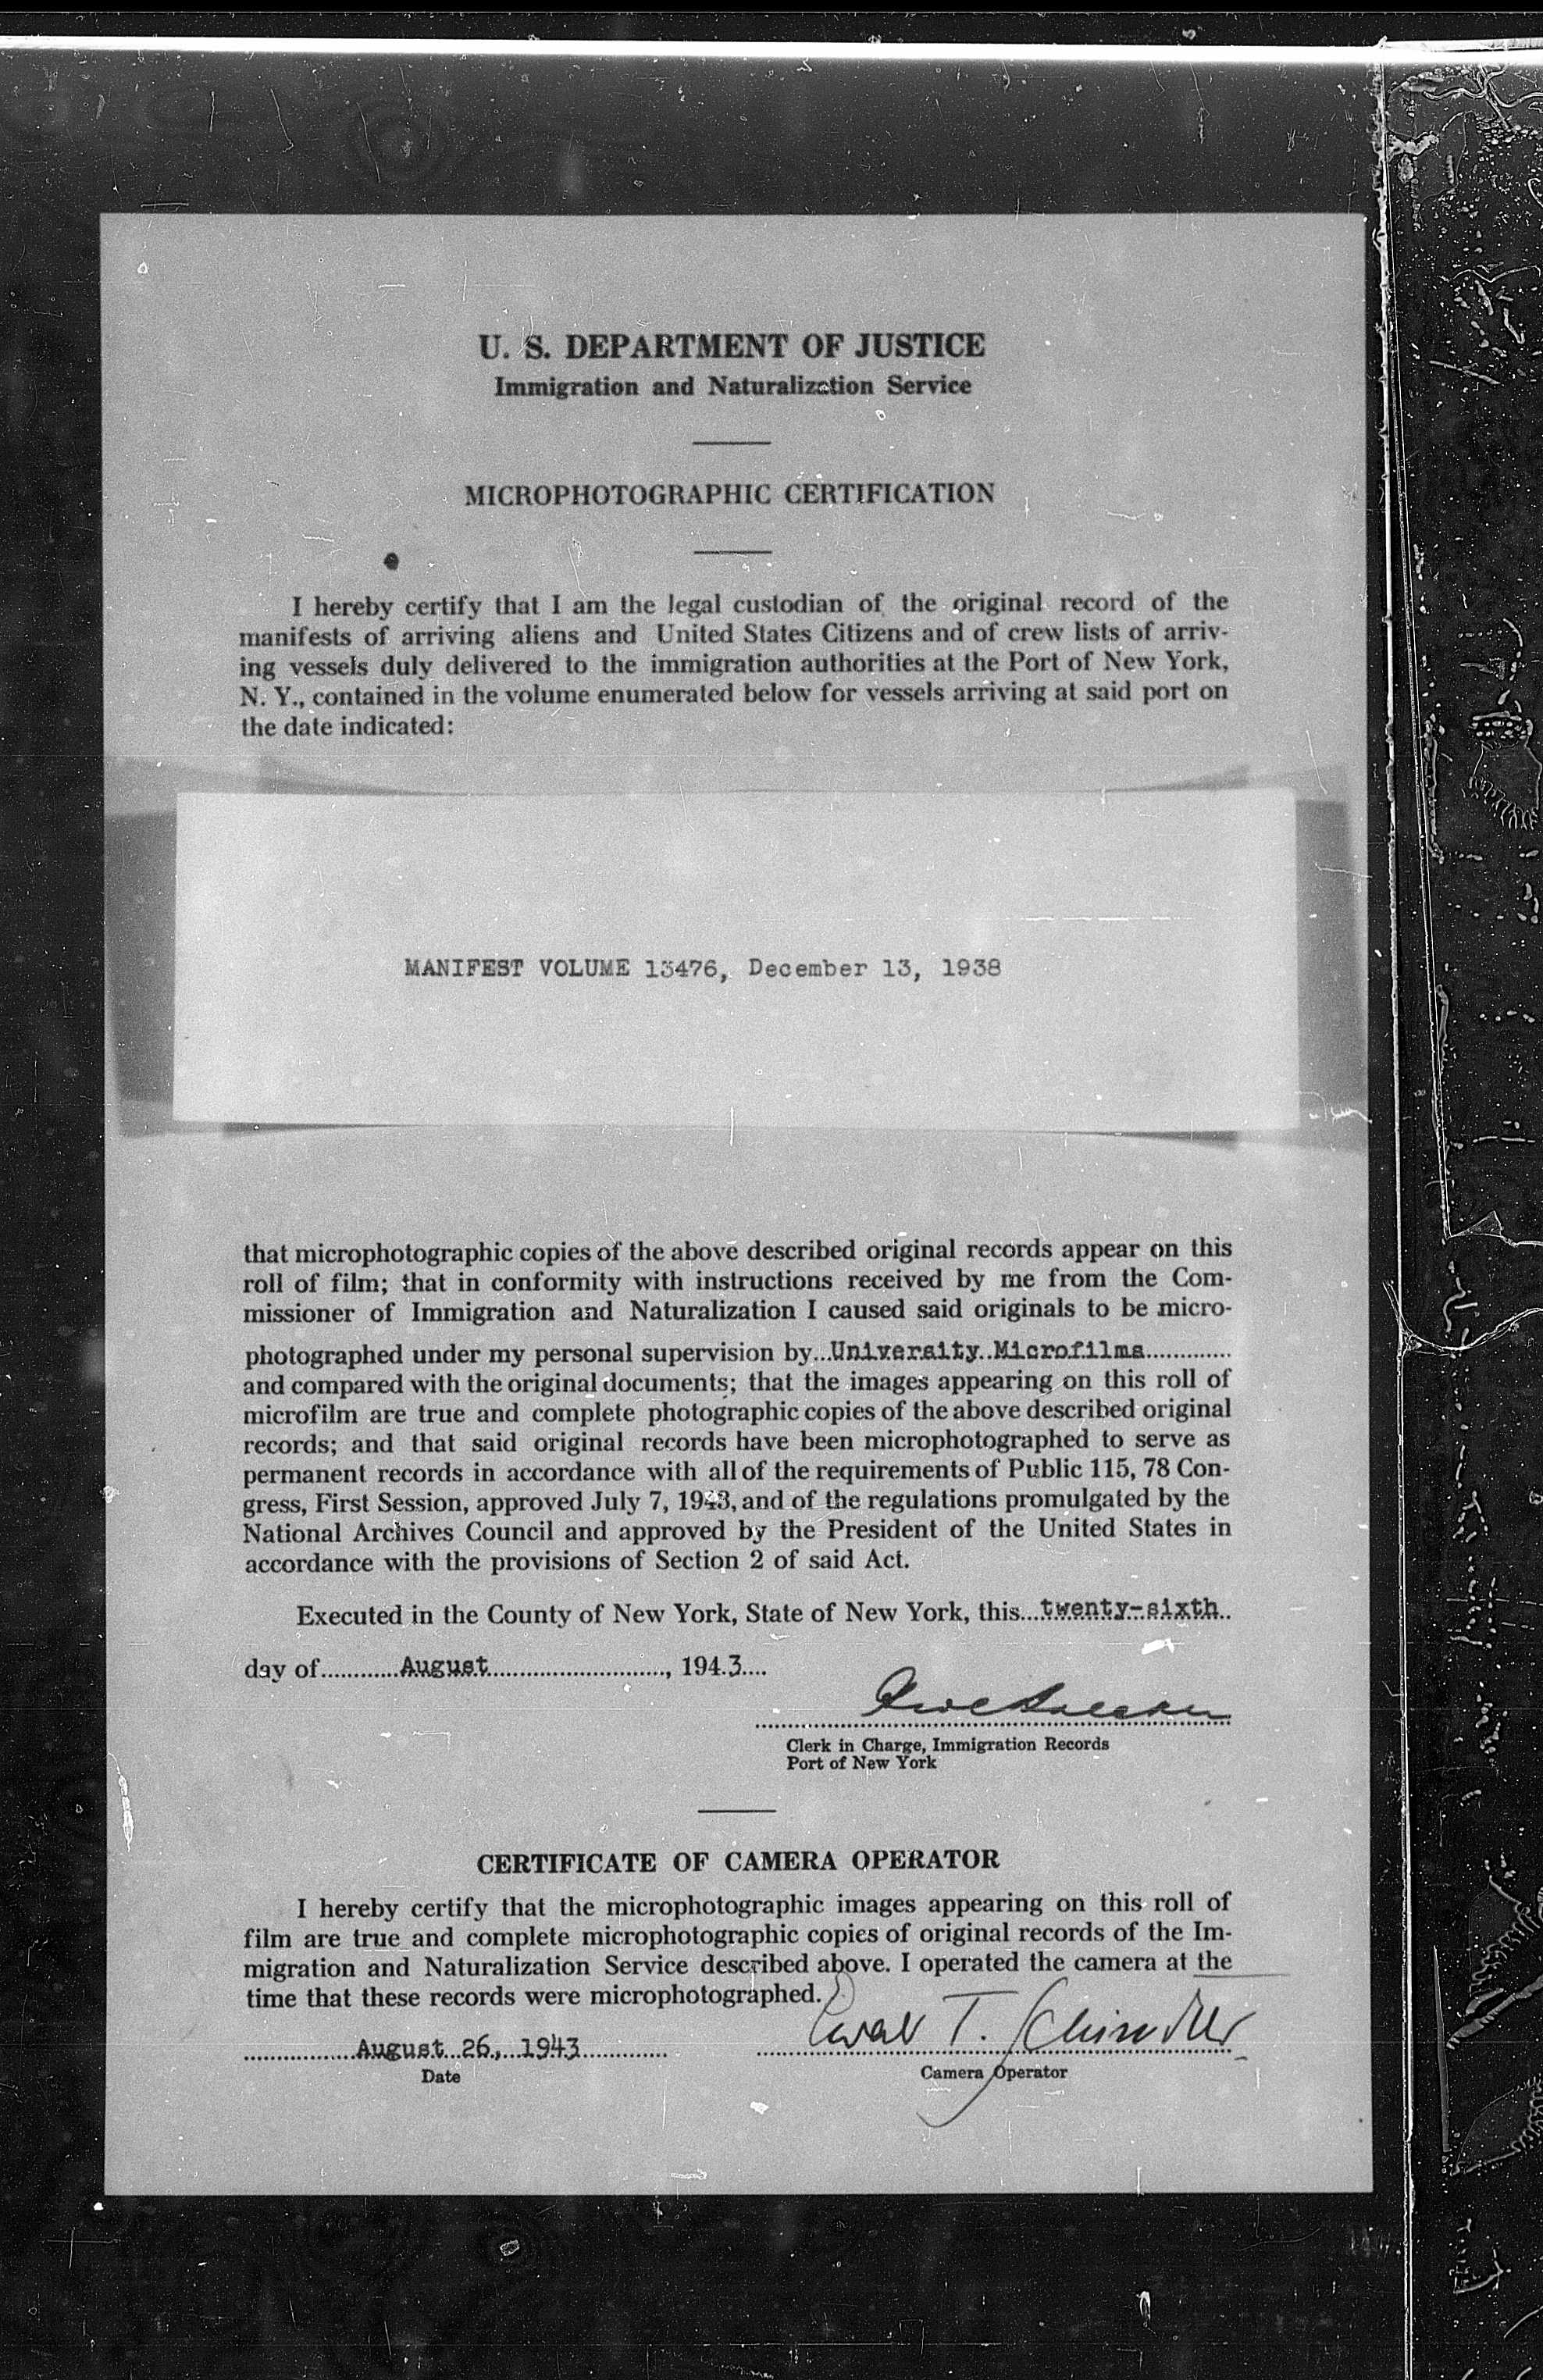 U. S. DEPARTMENT OF JUSTICE
Immigration and Naturalization Service
MICROPHOTOGRAPHIC CERTIFICATION
I hereby certify that I am the legal custodian of the original record of the
manifests of arriving aliens and United States Citizens and of crew lists of arriv-
ing vessels duly delivered to the immigration authorities at the Port of New York,
N. Y., contained in the volume enumerated below for vessels arriving at said port on
the date indicated:
MANIFEST VOLUME 13476, December 13, 1938
that microphotographic copies of the above described original records appear on this
roll of film; that in conformity with instructions received by me from the Com-
missioner of Immigration and Naturalization I caused said originals to be micro-
photographed under my personal supervision by...University..Microfilms.............
and compared with the original documents; that the images appearing on this roll of
microfilm are true and complete photographic copies of the above described original
records; and that said original records have been microphotographed to serve as
permanent records in accordance with all of the requirements of Public 115, 78 Con-
gress, First Session, approved July 7, 1943, and of the regulations promulgated by the
National Archives Council and approved by the President of the United States in
accordance with the provisions of Section 2 of said Act.
Executed in the County of New York, State of New York, this...twenty-sixth..
day of............August..........................., 194.3....
Clerk in Charge, Immigration Records
Port of New York
CERTIFICATE OF CAMERA OPERATOR
I hereby certify that the microphotographic images appearing on this roll of
film are true and complete microphotographic copies of original records of the Im-
migration and Naturalization Service described above. I operated the camera at the
time that these records were microphotographed.
T. Schindler
August 26, 1943
Date
Camera Operator